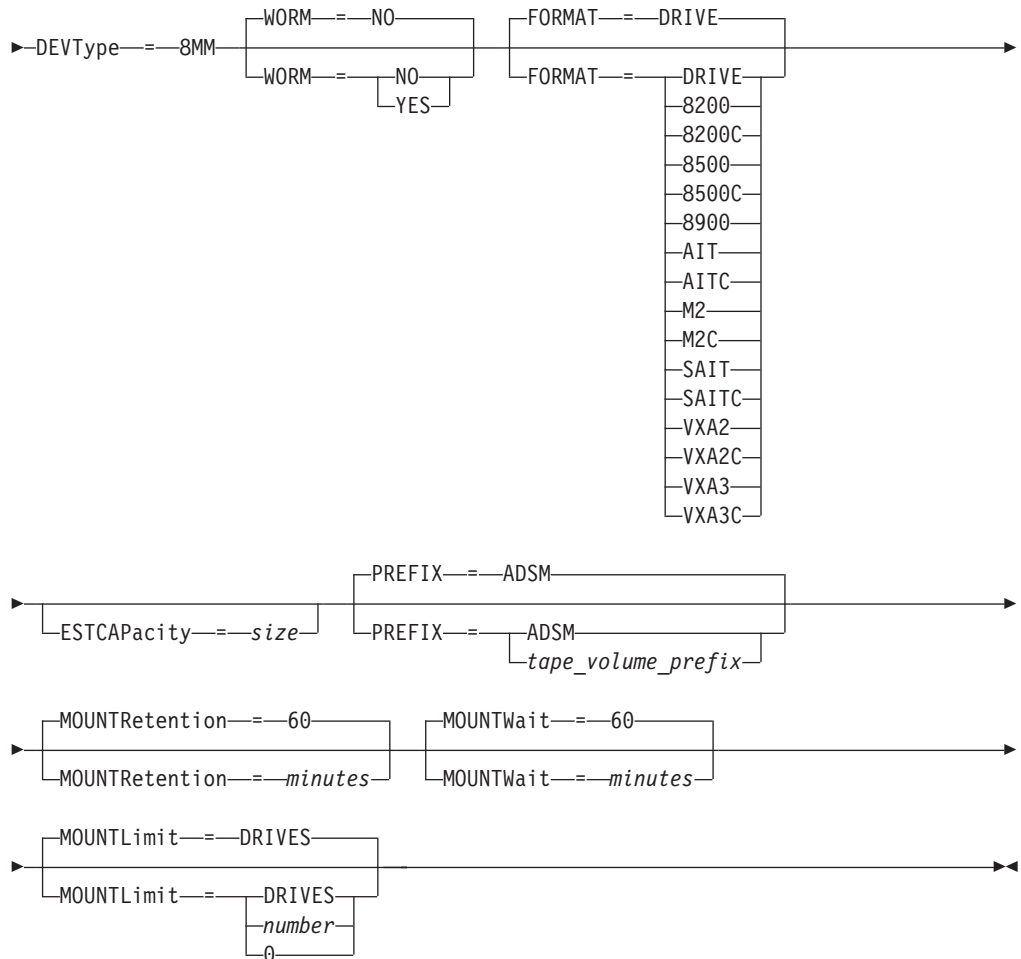 WORM = NO FORMAT = DRIVE
DEVType = 8MM
WORM = NO FORMAT = DRIVE
YES 8200
8200C
8500
8500C
8900
AIT
AITC
M2
M2C
SAIT
SAITC
VXA2
VXA2C
VXA3
VXA3C
PREFIX = ADSM
ESTCAPacity = size PREFIX = ADSM
tape_volume_prefix
MOUNTRetention = 60 MOUNTWait = 60
MOUNTRetention = minutes MOUNTWait = minutes
MOUNTLimit = DRIVES
MOUNTLimit = DRIVES
number
0